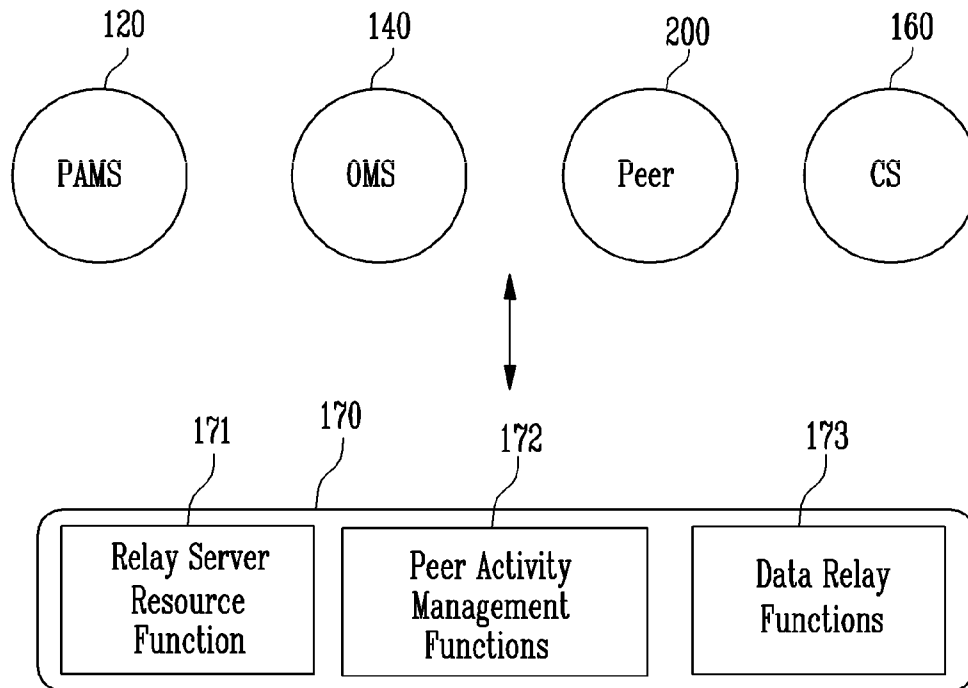 120
140
200
160
PAMS
OMS
Peer
CS
171
170
172
173
Relay Server
Resource
Function
Peer Activity
Management
Functions
Data Relay
Functions